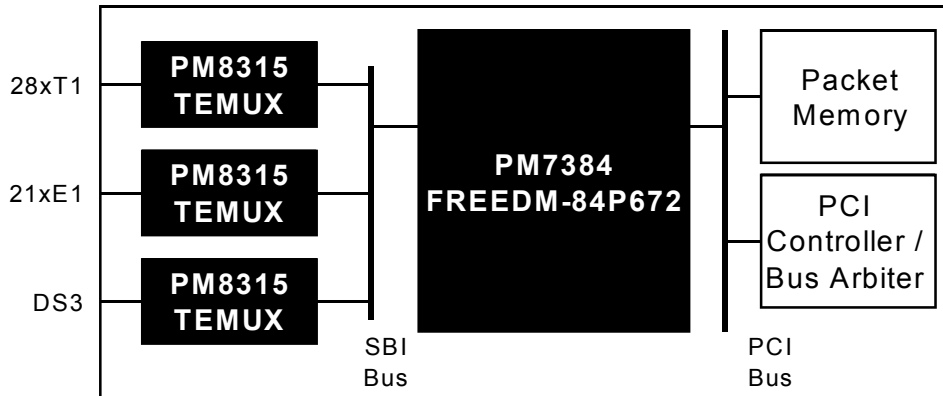 28xT1
PM8315
TEMUX
21xE1
PM8315
TEMUX
DS3
PM8315
TEMUX
SBI
Bus
PM7384
FREEDM-84P672
PCI
Bus
Packet
Memory
PCI
Controller /
Bus Arbiter